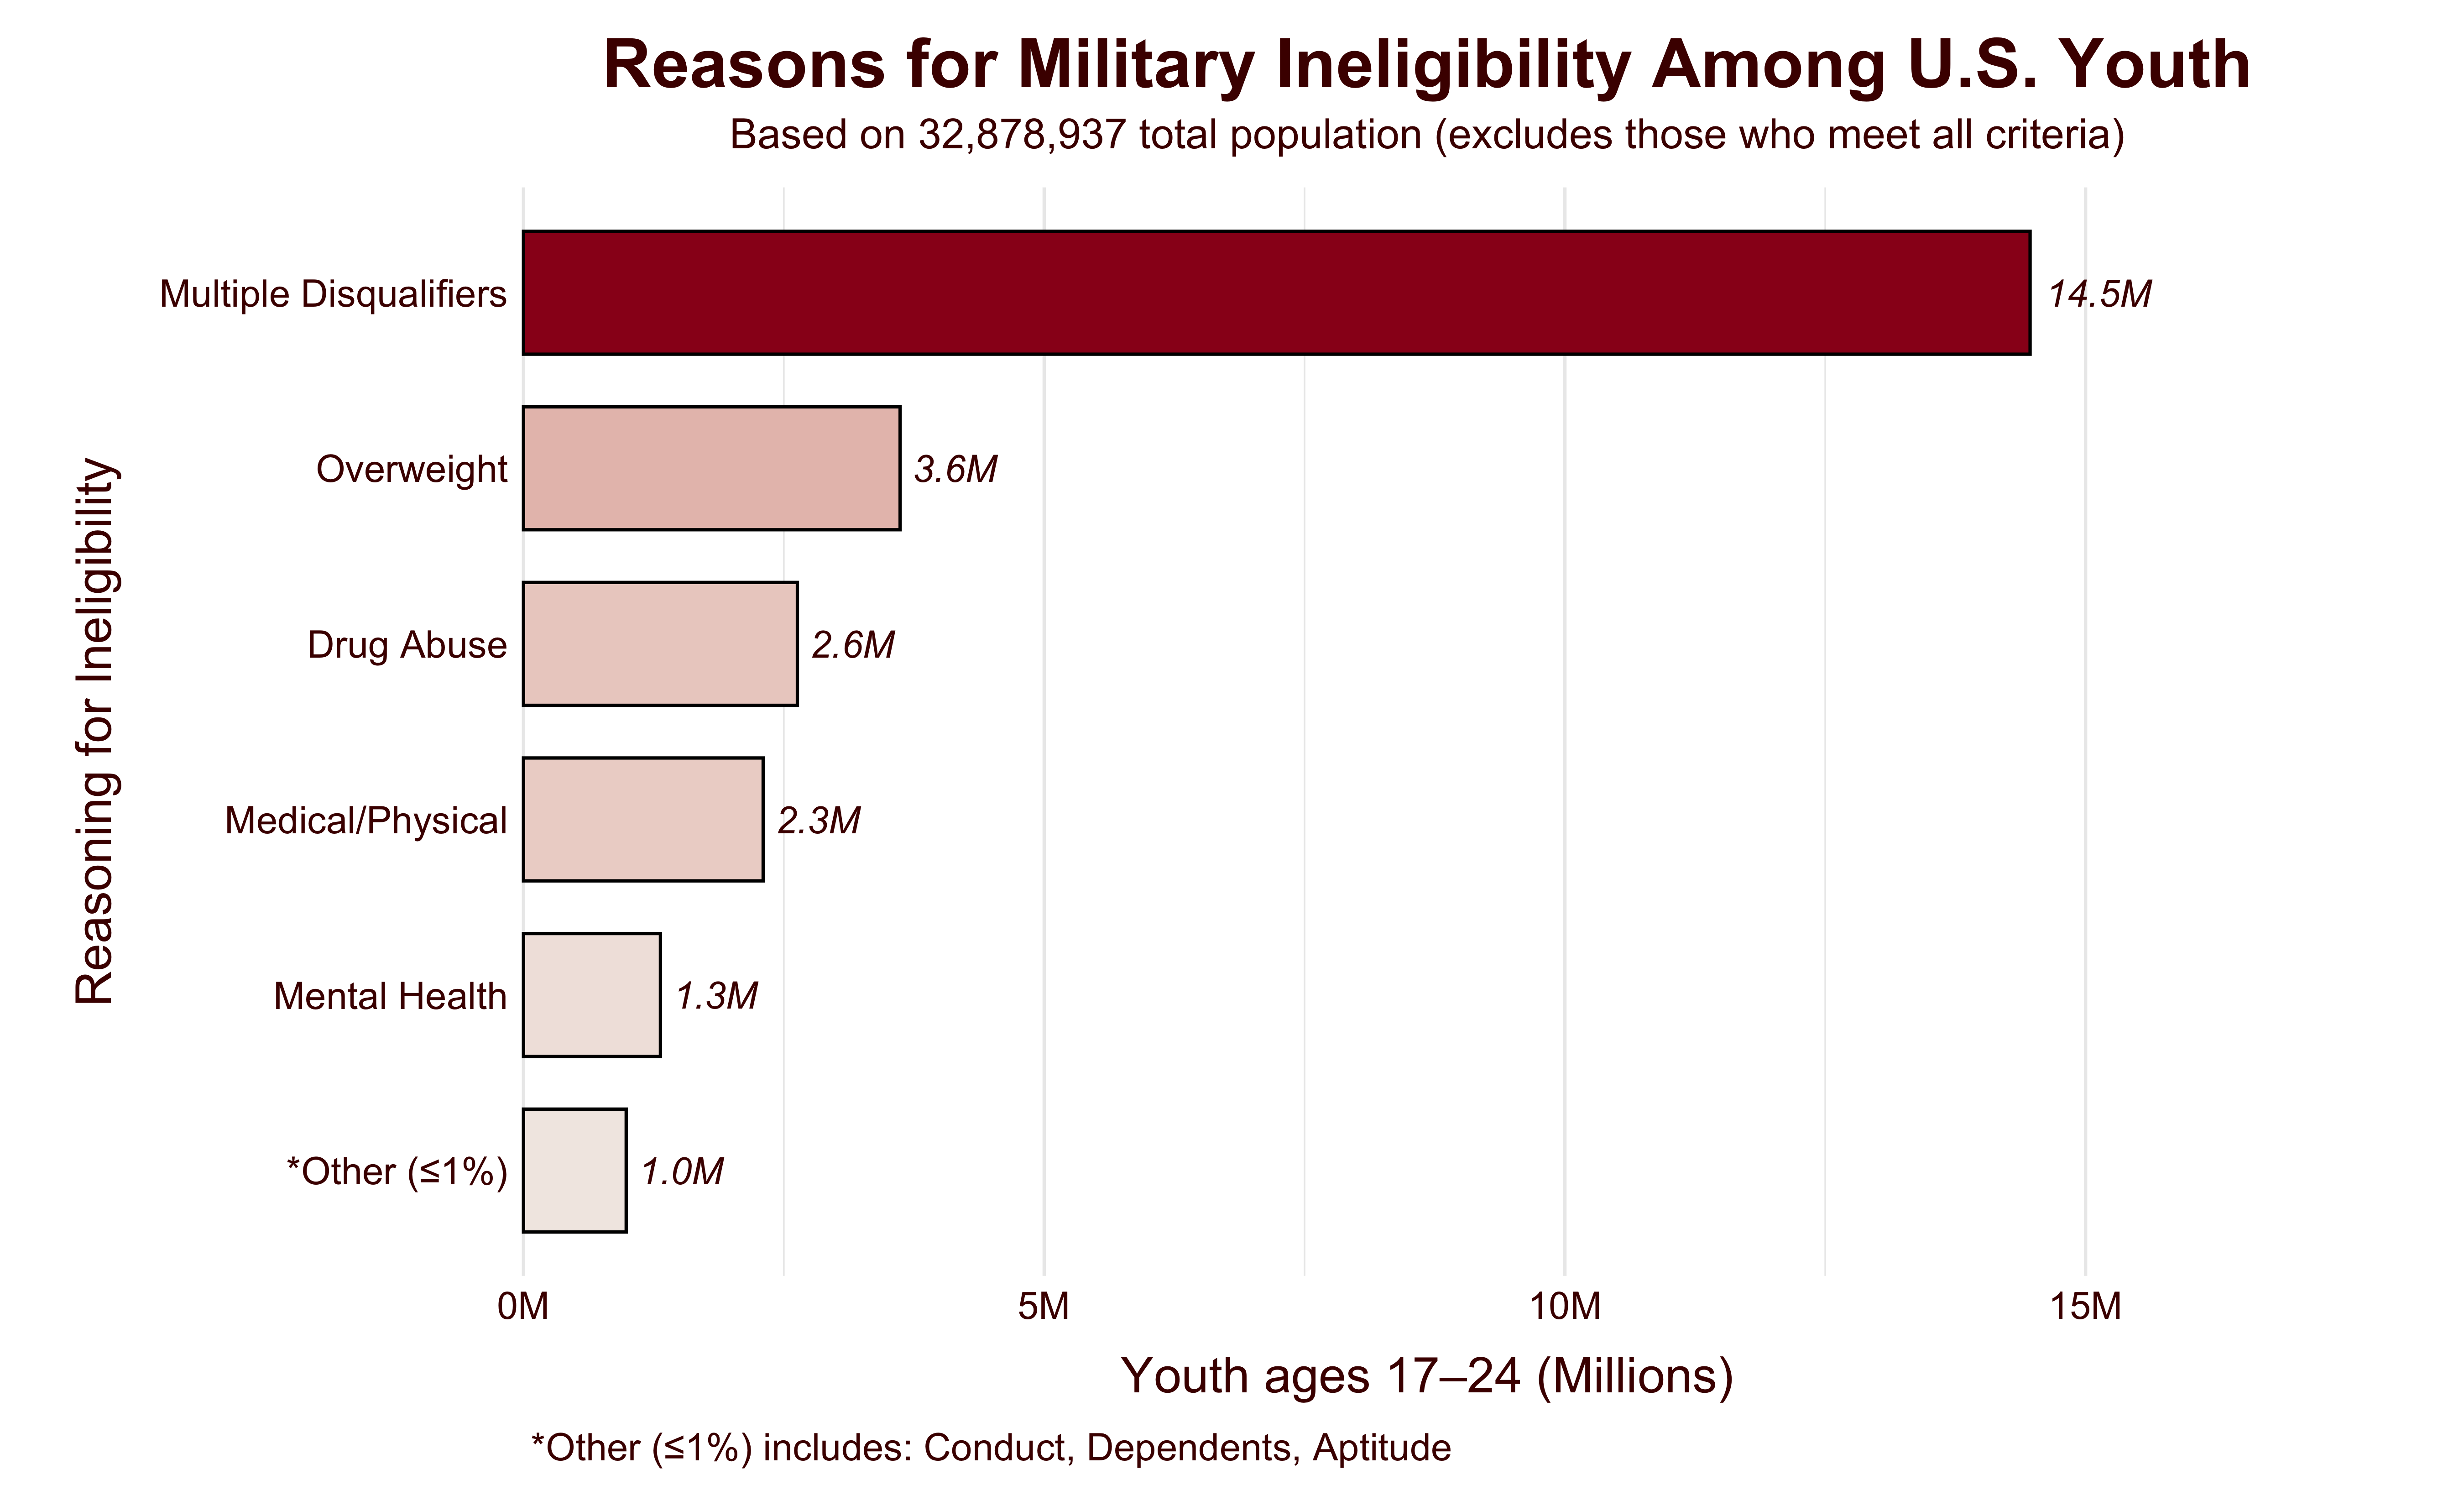 Reasons for Military Ineligibility Among U.S. Youth
Based on 32,878,937 total population (excludes those who meet all criteria)
Reasoning for Ineligibility
Multiple Disqualifiers
14.5M
Overweight
3.6M
Drug Abuse
2.6M
Medical/Physical
2.3M
Mental Health
1.3M
*Other (≤1%)
1.0M
0M
5M
10M
15M
Youth ages 17–24 (Millions)
*Other (≤1%) includes: Conduct, Dependents, Aptitude